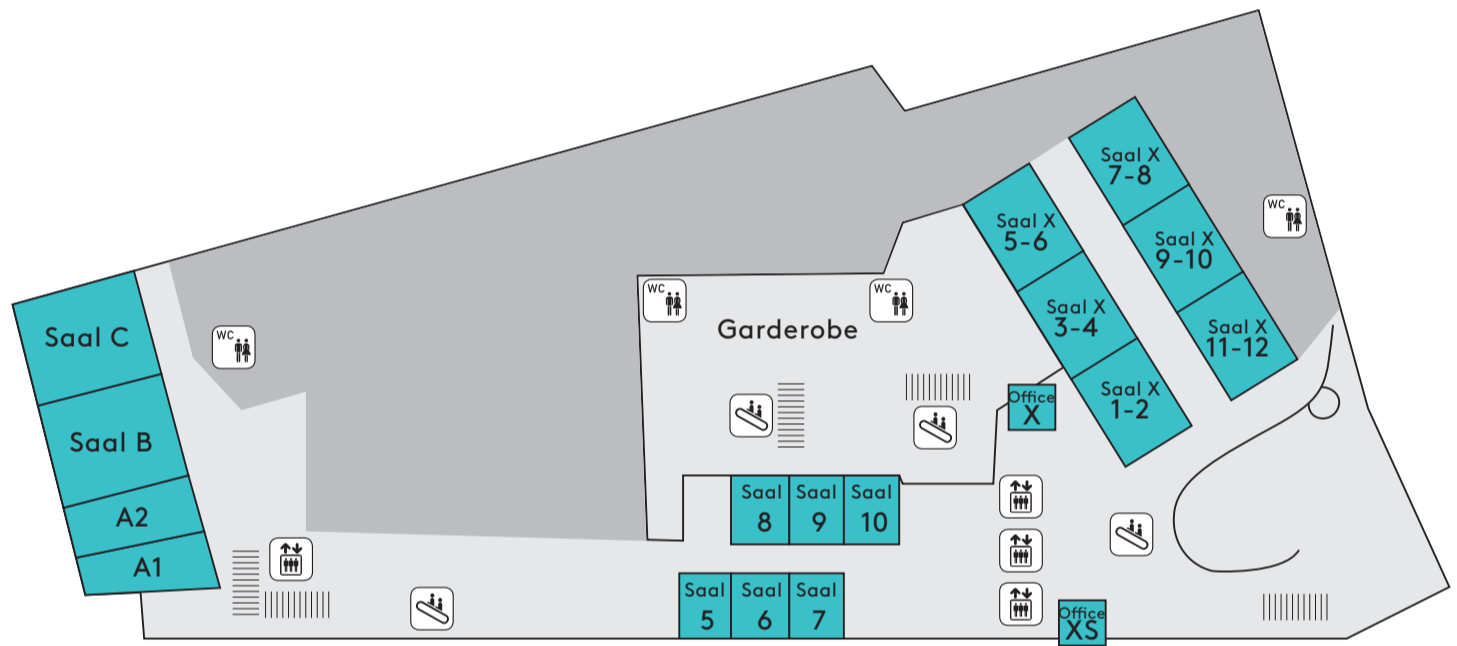 Saal C
Saal B
A2
A1
WC
WC
WC
WC
Garderobe
Saal X
7-8
Saal X
5-6
Saal X
9-10
Saal X
3-4
Saal X
11-12
Saal X
1-2
Office
X
Saal
8
Saal
9
Saal
10
Saal
5
Saal
6
Saal
7
Office
XS